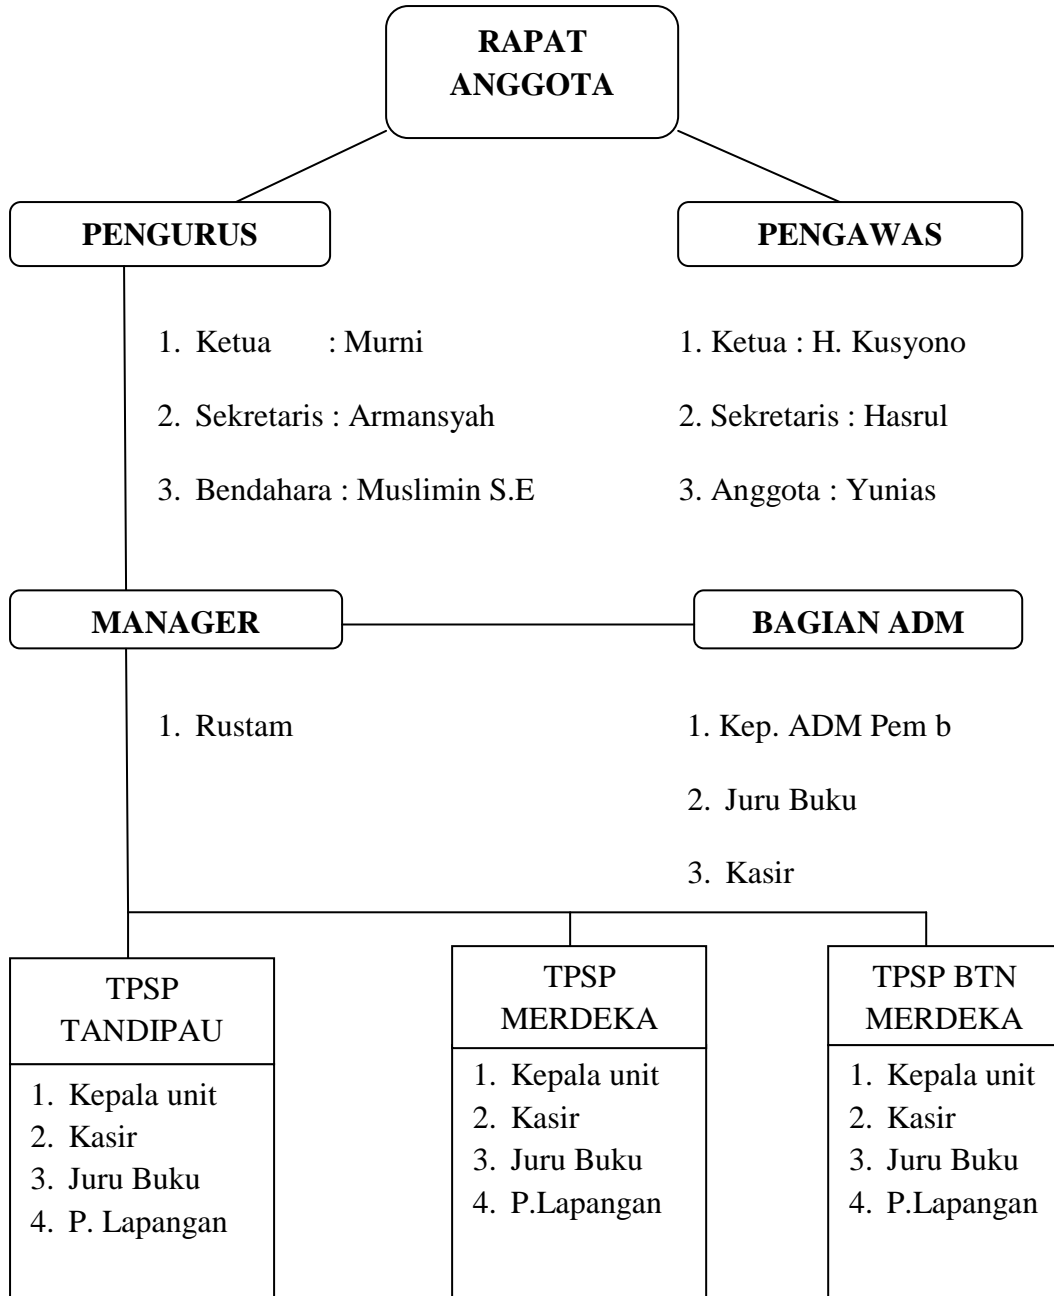 RAPAT
ANGGOTA
PENGURUS
PENGAWAS
1. Ketua : Murni
2. Sekretaris : Armansyah
3. Bendahara : Muslimin S.E
1. Ketua : H. Kusyono
2. Sekretaris : Hasrul
3. Anggota : Yunias
MANAGER
BAGIAN ADM
1. Rustam
1. Kep. ADM Pem b
2. Juru Buku
3. Kasir
TPSP
TANDIPAU
1. Kepala unit
2. Kasir
3. Juru Buku
4. P. Lapangan
TPSP
MERDEKA
1. Kepala unit
2. Kasir
3. Juru Buku
4. P.Lapangan
TPSP BTN
MERDEKA
1. Kepala unit
2. Kasir
3. Juru Buku
4. P.Lapangan